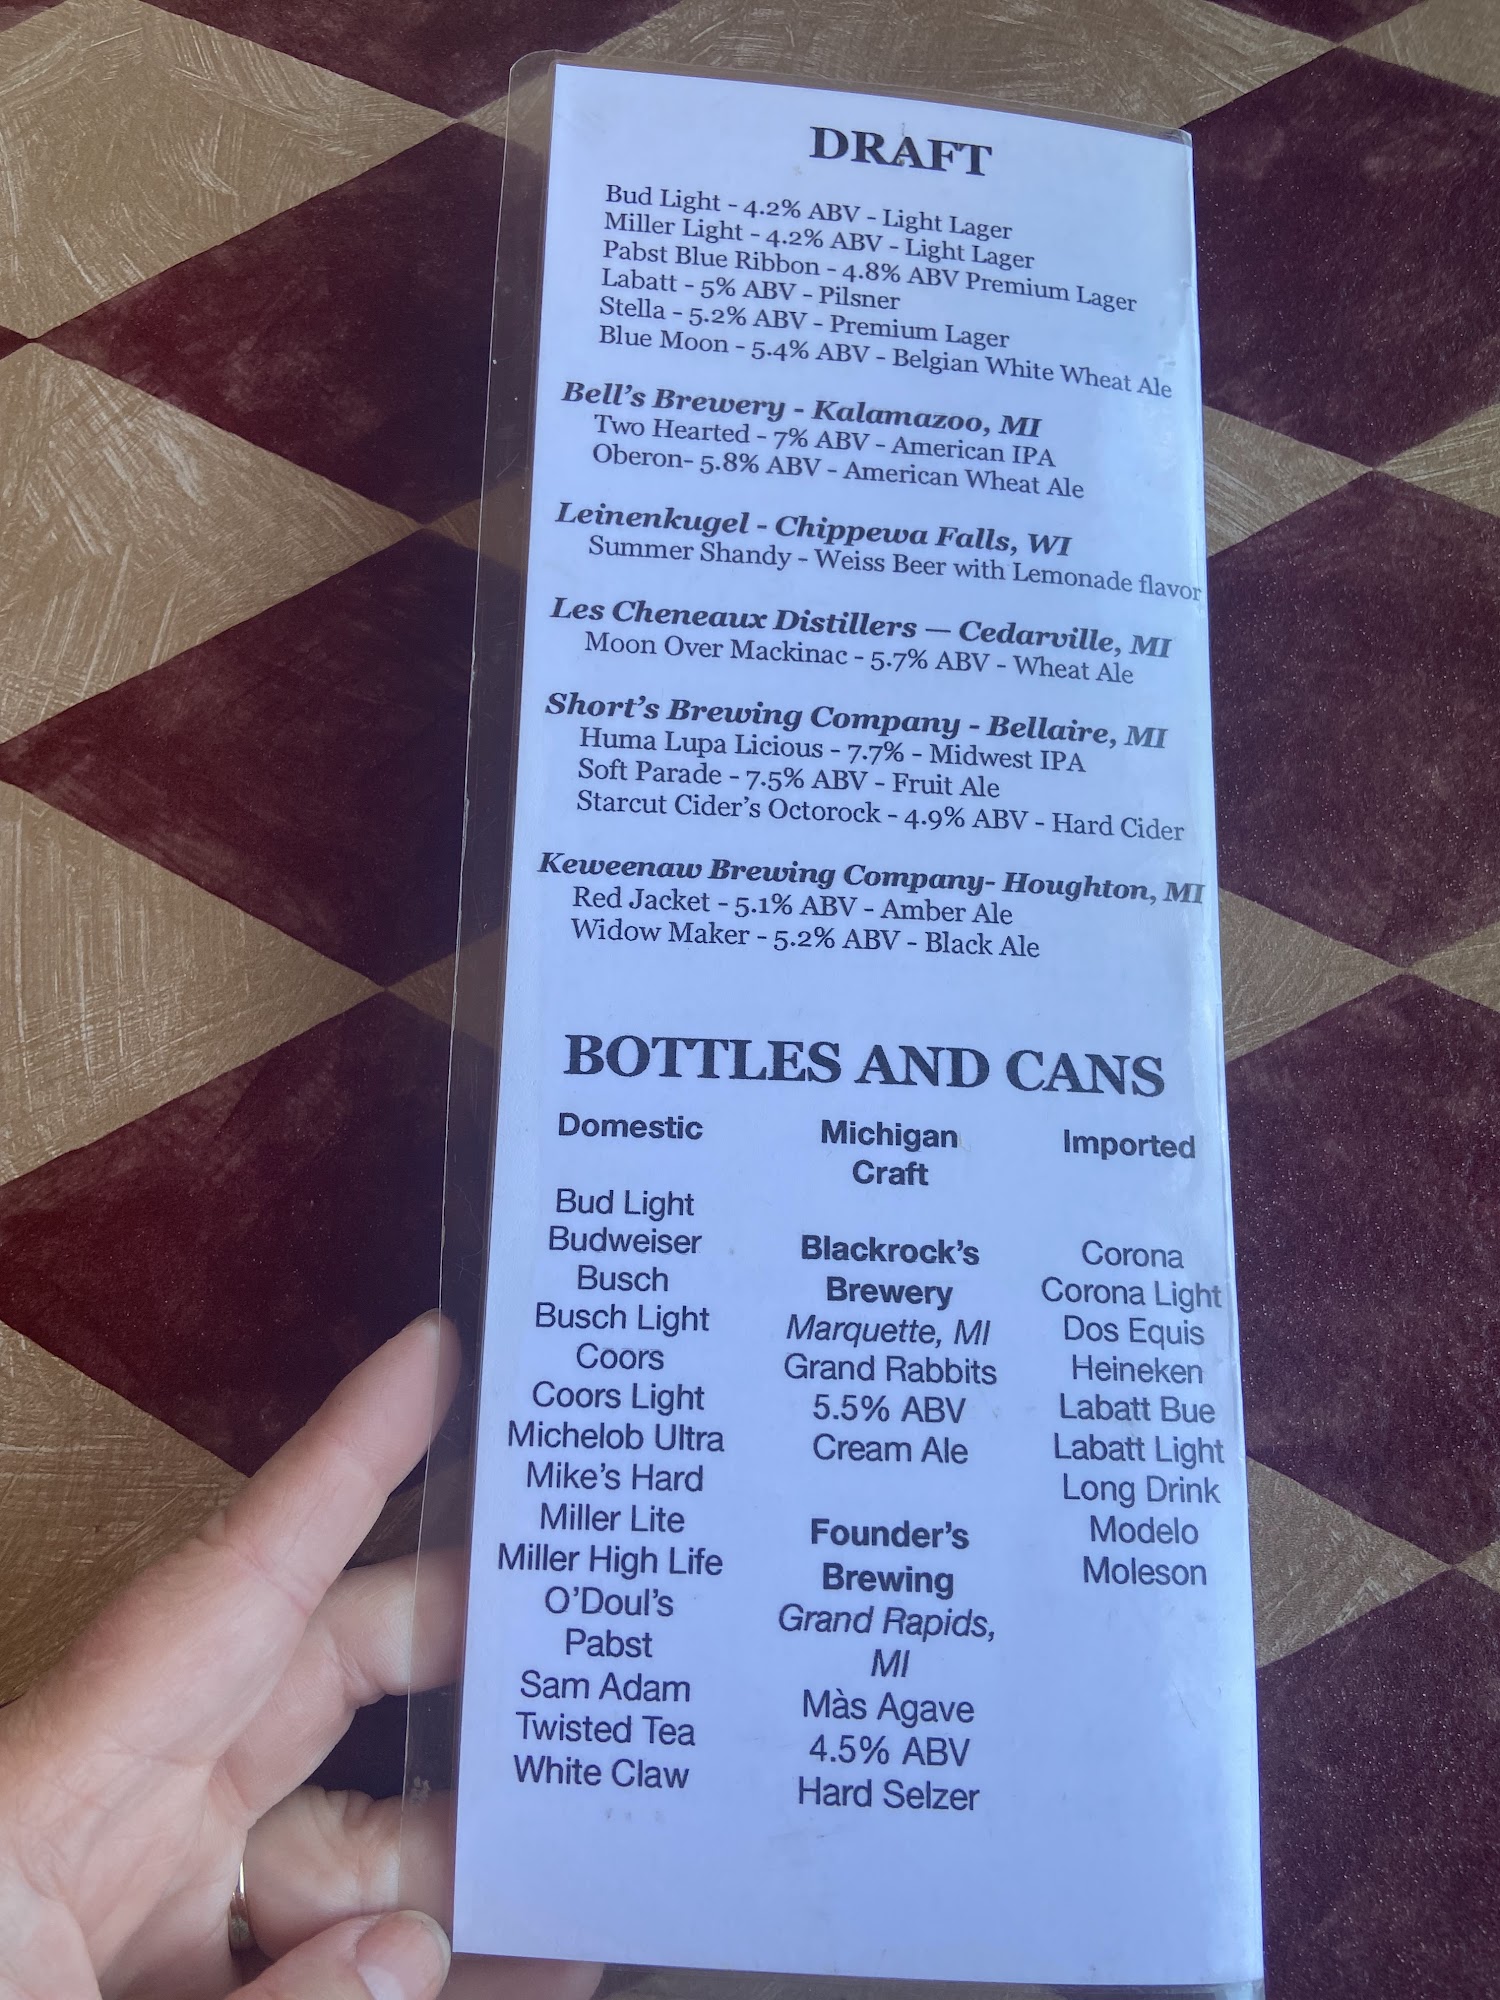 DRAFT
Bud Light - 4.2% ABV - Light Lager
Miller Light - 4.2% ABV - Light Lager
Pabst Blue Ribbon - 4.8% ABV Premium Lager
Labatt - 5% ABV - Pilsner
Stella - 5.2% ABV - Premium Lager
Blue Moon - 5.4% ABV - Belgian White Wheat Ale
Bell's Brewery - Kalamazoo, MI
Two Hearted - 7% ABV - American IPA
Oberon- 5.8% ABV - American Wheat Ale
Leinenkugel - Chippewa Falls, WI
Summer Shandy - Weiss Beer with Lemonade flavor
Les Cheneaux Distillers — Cedarville, MI
Moon Over Mackinac - 5.7% ABV - Wheat Ale
Short's Brewing Company - Bellaire, MI
Huma Lupa Licious - 7.7% - Midwest IPA
Soft Parade - 7.5% ABV - Fruit Ale
Starcut Cider's Octorock - 4.9% ABV - Hard Cider
Keweenaw Brewing Company- Houghton, MI
Red Jacket - 5.1% ABV - Amber Ale
Widow Maker - 5.2% ABV - Black Ale
BOTTLES AND CANS
Domestic
Bud Light
Budweiser
Busch
Busch Light
Coors
Coors Light
Michelob Ultra
Mike's Hard
Miller Lite
Miller High Life
O'Doul's
Pabst
Sam Adam
Twisted Tea
White Claw
Michigan
Craft
Blackrock's
Brewery
Marquette, MI
Grand Rabbits
5.5% ABV
Cream Ale
Founder's
Brewing
Grand Rapids,
MI
Màs Agave
4.5% ABV
Hard Selzer
Imported
Corona
Corona Light
Dos Equis
Heineken
Labatt Bue
Labatt Light
Long Drink
Modelo
Moleson